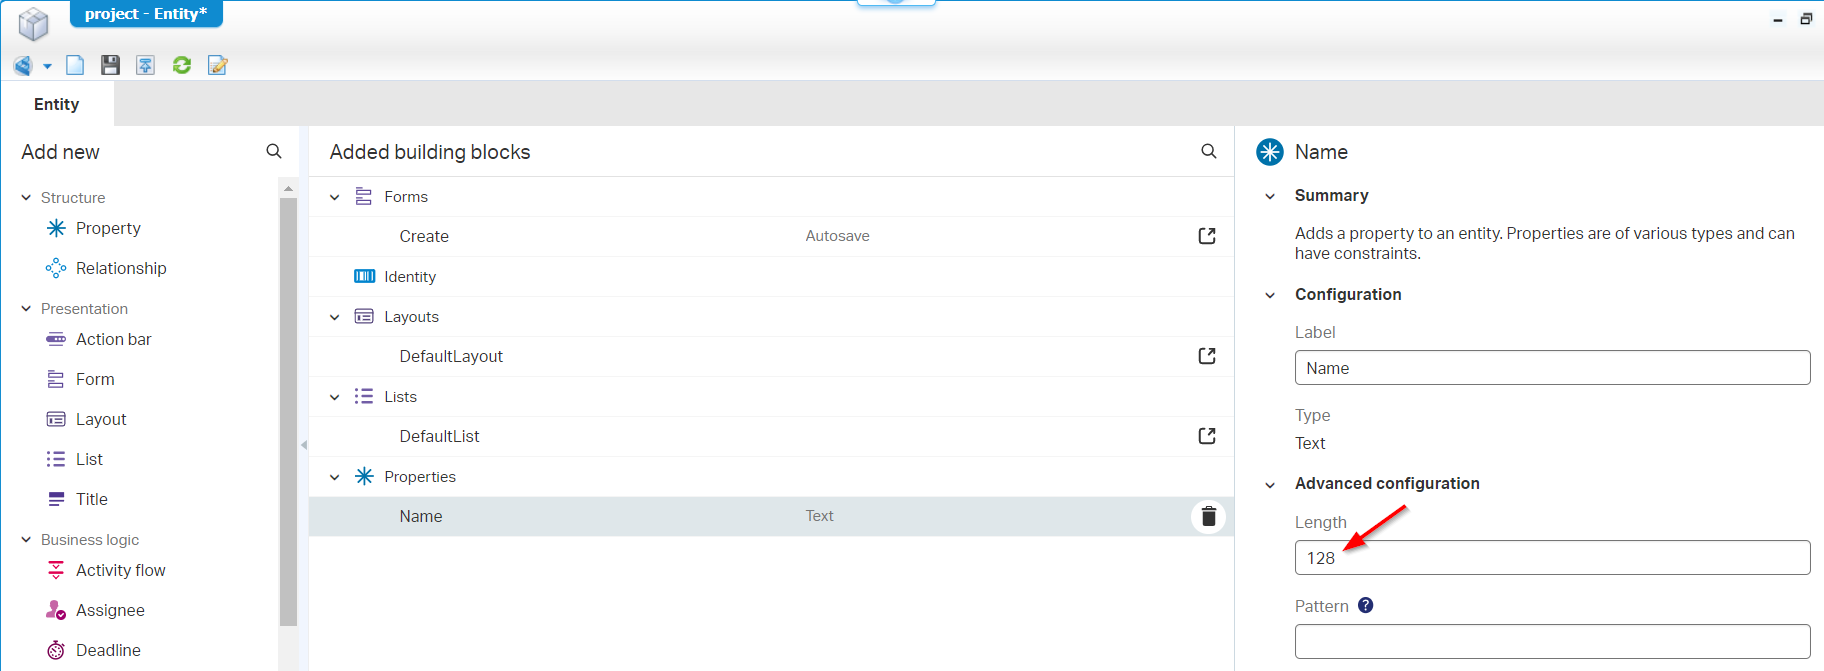 project - Entity*
Entity
Add new
Structure
Property
Relationship
Presentation
Action bar
Form
Layout
List
Title
Business logic
Activity flow
Assignee
Deadline
Added building blocks
Forms
Create Autosave
Identity
Layouts
DefaultLayout
Lists
DefaultList
Properties
Name Text
Name
Summary
Adds a property to an entity. Properties are of various types and can
have constraints.
Configuration
Label
Name
Type
Text
Advanced configuration
Length
128
Pattern ?